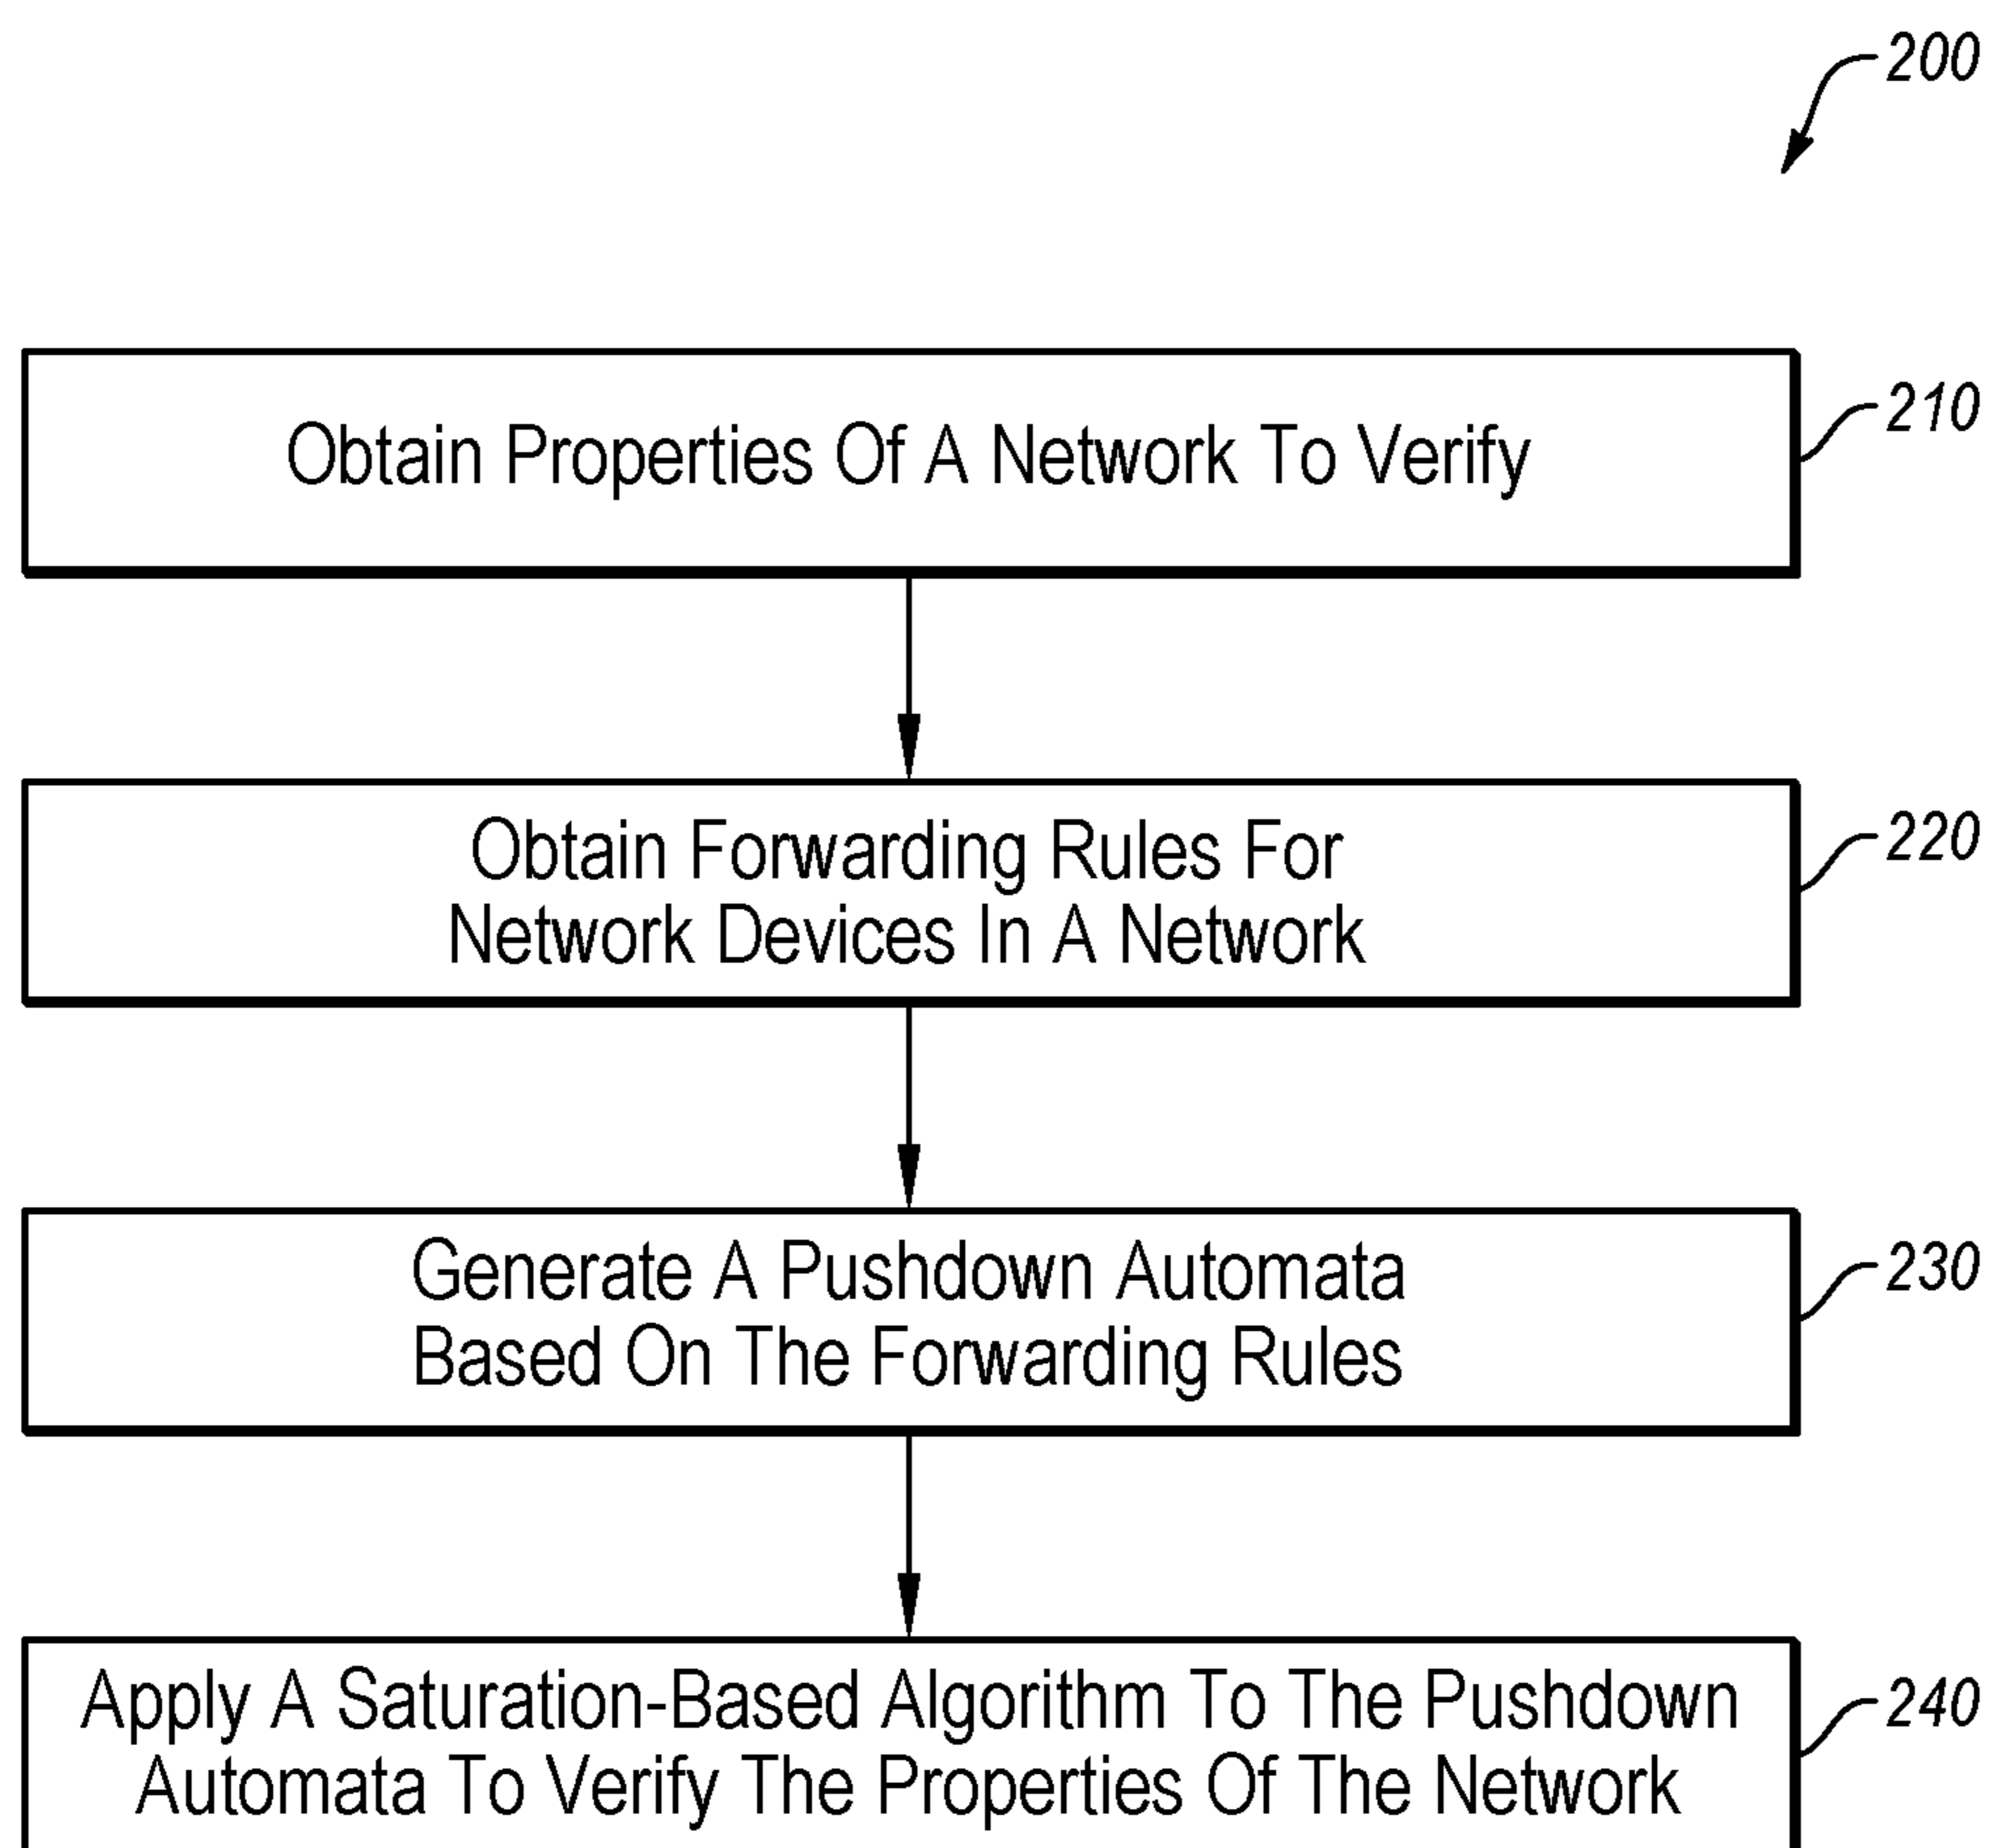 200
Obtain Properties Of A Network To Verify
210
Obtain Forwarding Rules For
Network Devices In A Network
220
Generate A Pushdown Automata
Based On The Forwarding Rules
230
Apply A Saturation-Based Algorithm To The Pushdown
Automata To Verify The Properties Of The Network
240